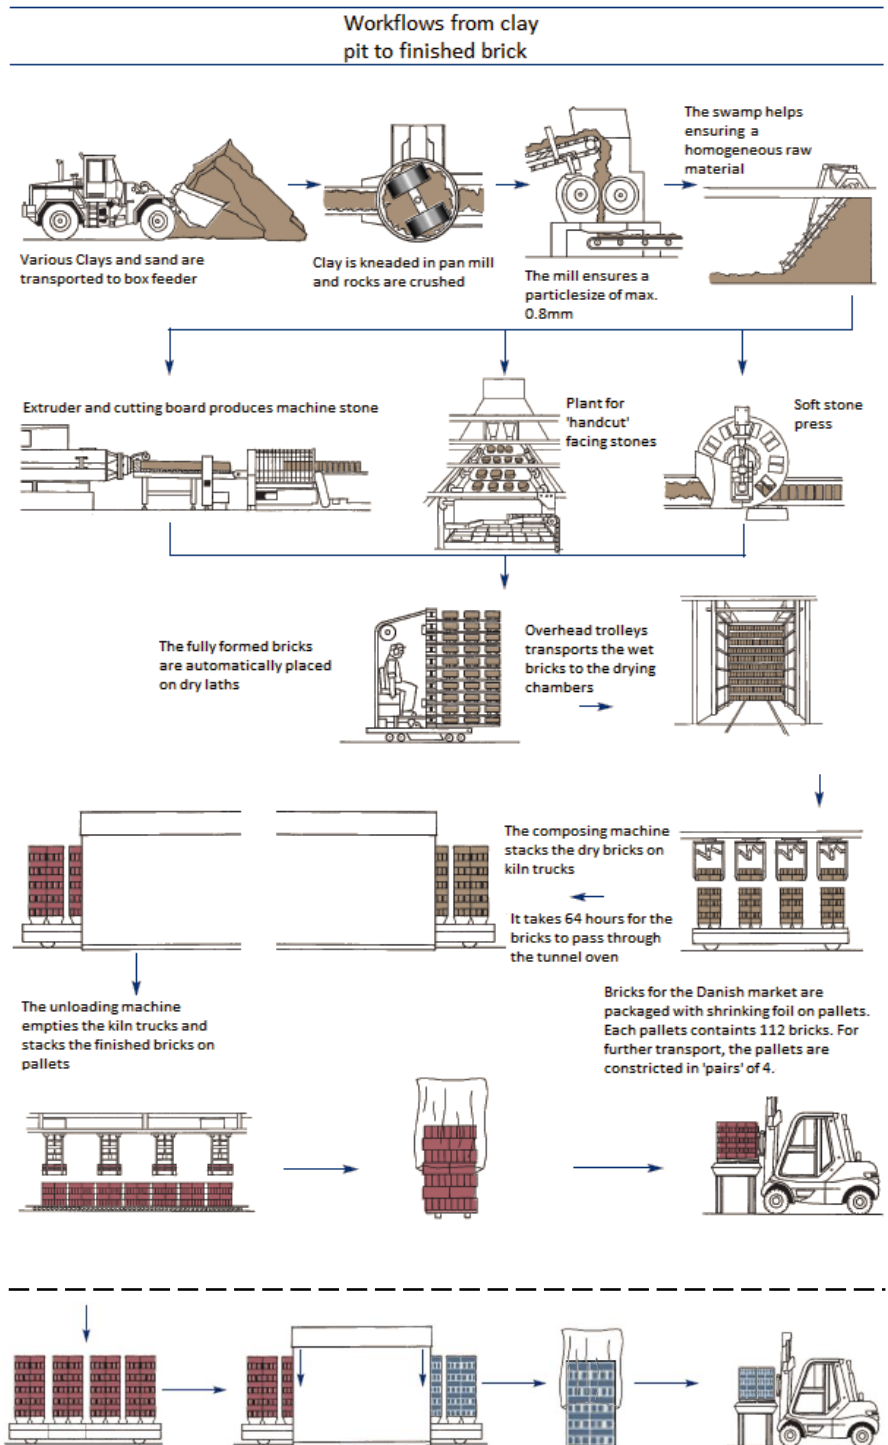 Workflows from clay
pit to finished brick
The swamp helps
ensuring a
homogeneous raw
material
Various Clays and sand are
transported to box feeder
Clay is kneaded in pan mill
and rocks are crushed
The mill ensures a
particlesize of max.
0.8mm
Extruder and cutting board produces machine stone
Plant for
'handcut'
facing stones
Soft stone
press
The fully formed bricks
are automatically placed
on dry laths
Overhead trolleys
transports the wet
bricks to the drying
chambers
The composing machine
stacks the dry bricks on
kiln trucks
It takes 64 hours for the
bricks to pass through
the tunnel oven
The unloading machine
empties the kiln trucks and
stacks the finished bricks on
pallets
Bricks for the Danish market are
packaged with shrinking foil on pallets.
Each pallets containts 112 bricks. For
further transport, the pallets are
constricted in 'pairs' of 4.